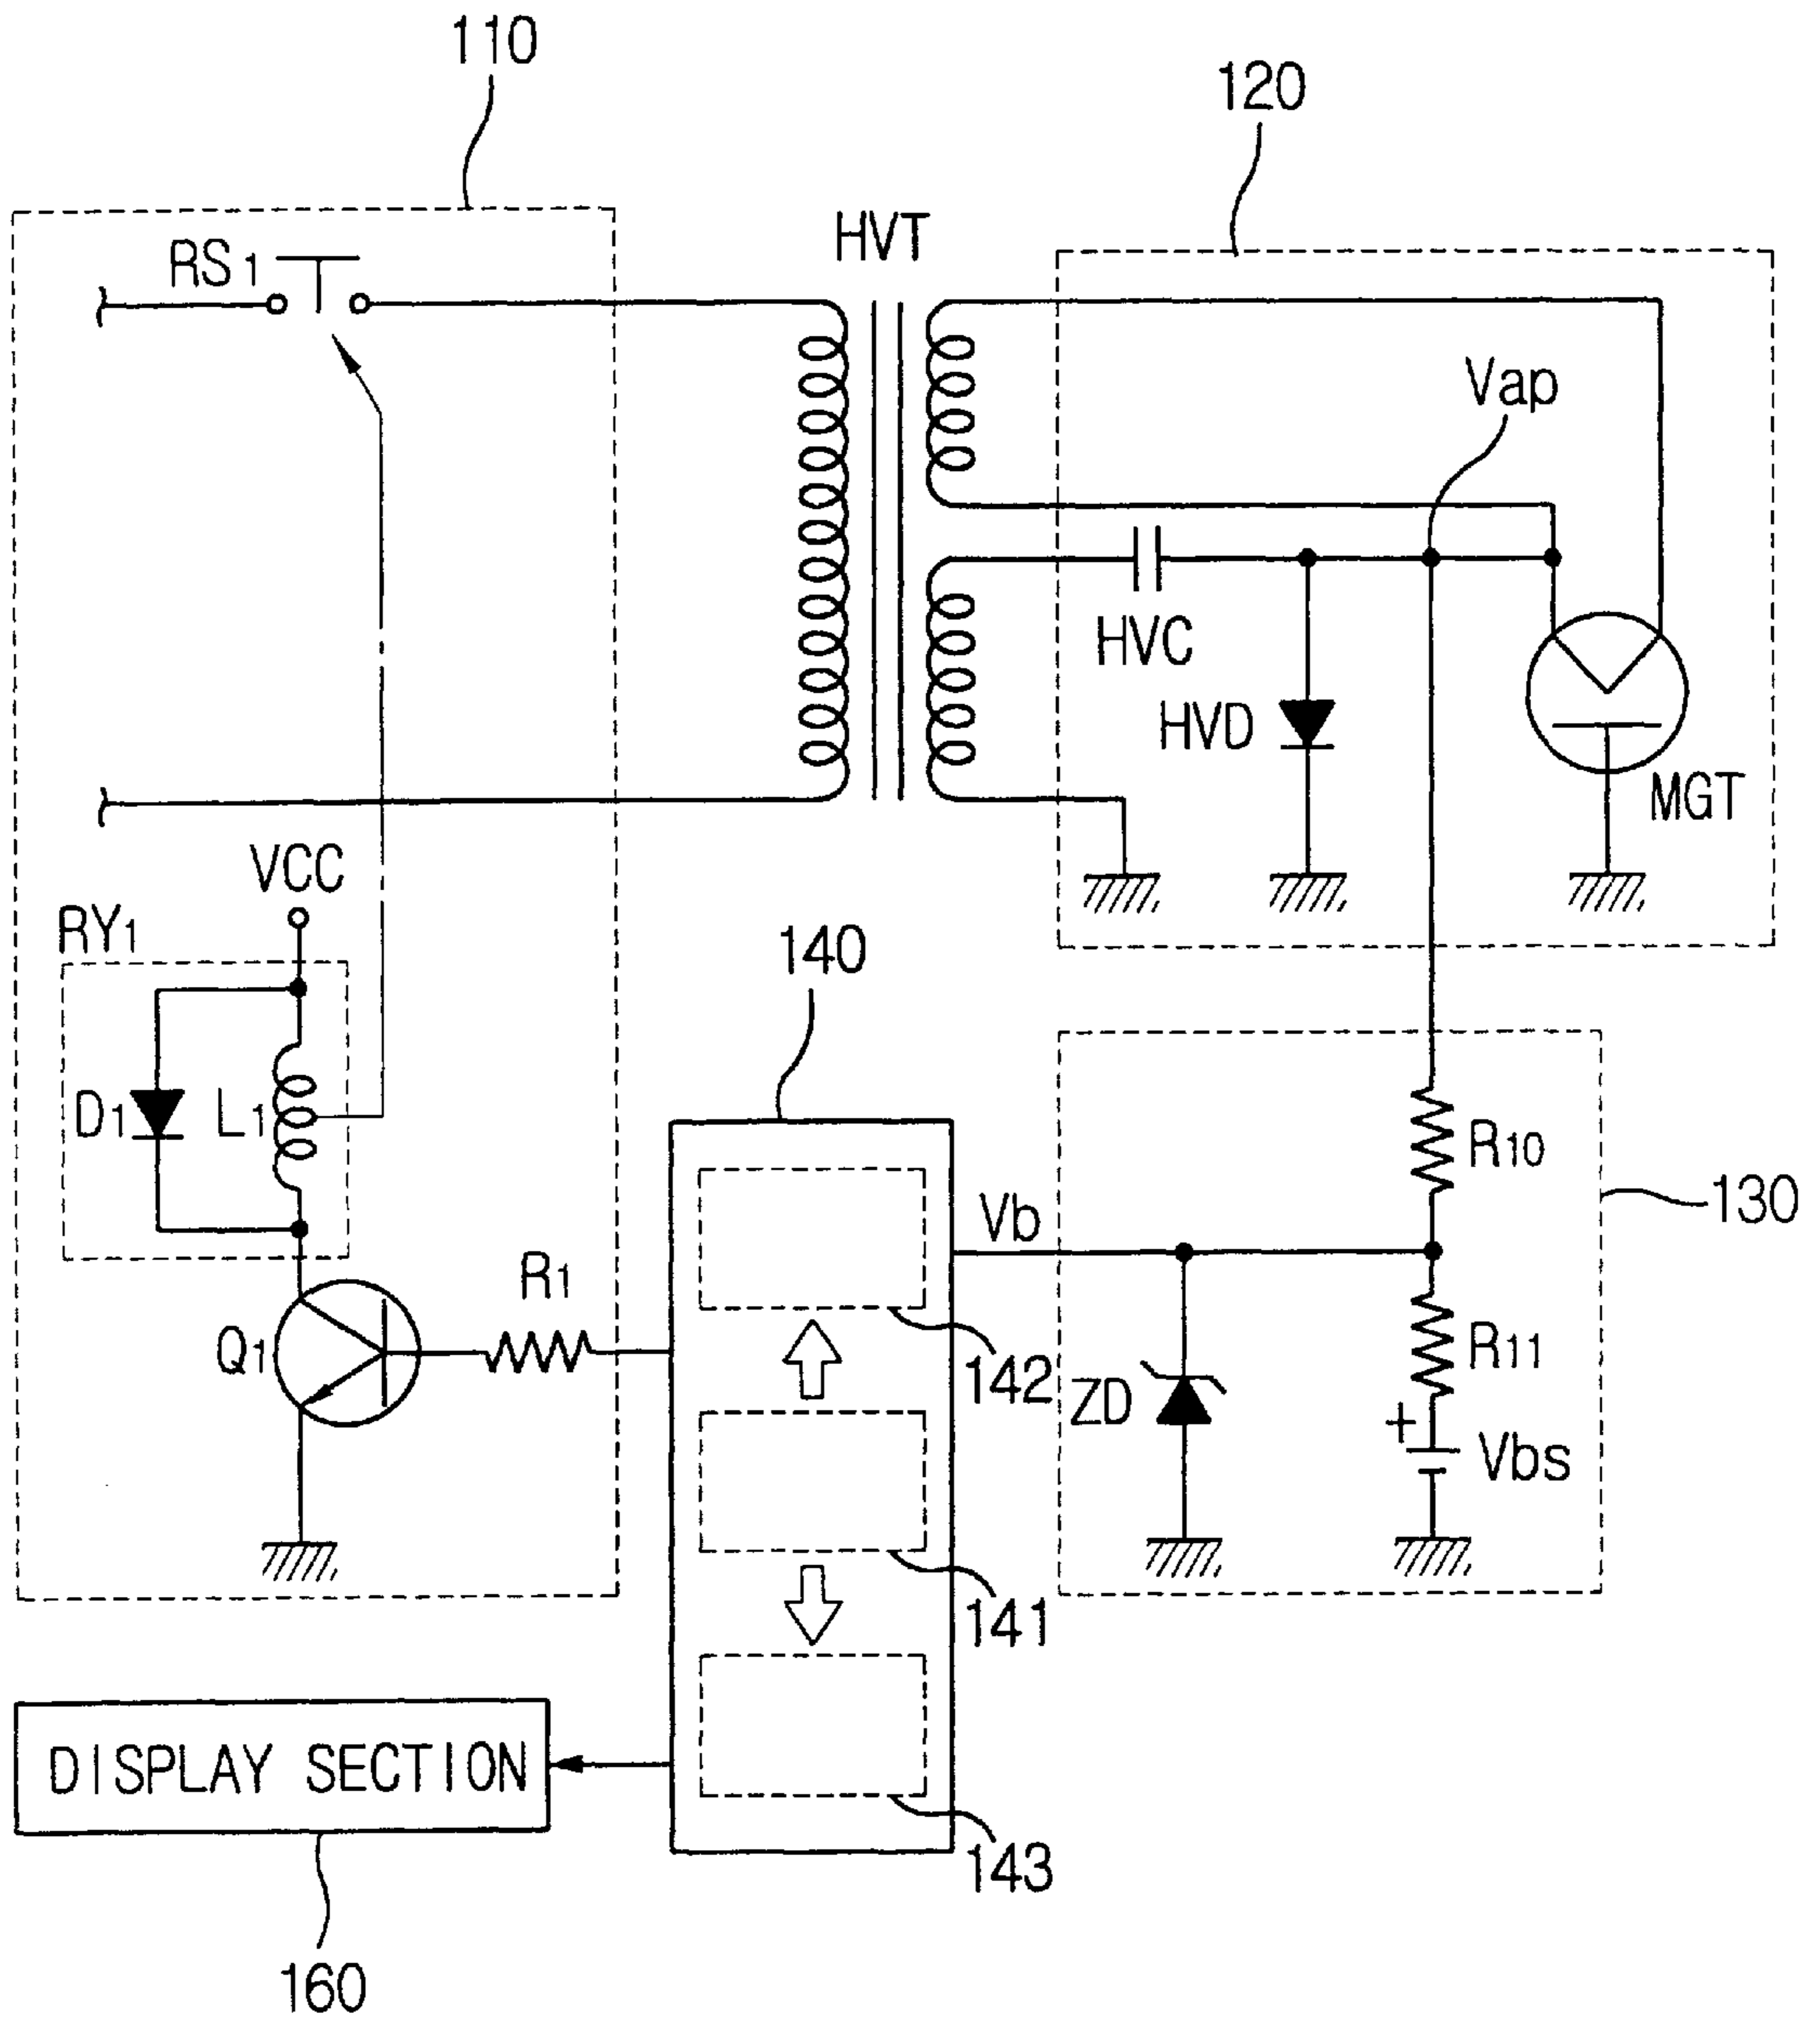 110
120
HVT
RS1
Vap
HVC
HVD
MGT
VCC
RY1
140
D1
L1
R10
130
Vb
R1
Q1
142
R11
ZD
+
Vbs
141
DISPLAY SECTION
143
160